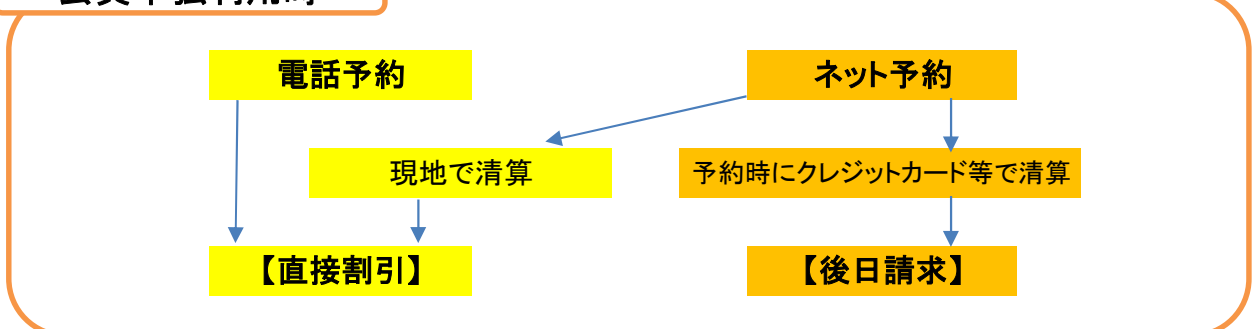 電話予約
ネット予約
現地で清算
予約時にクレジットカード等で清算
【直接割引】
【後日請求】